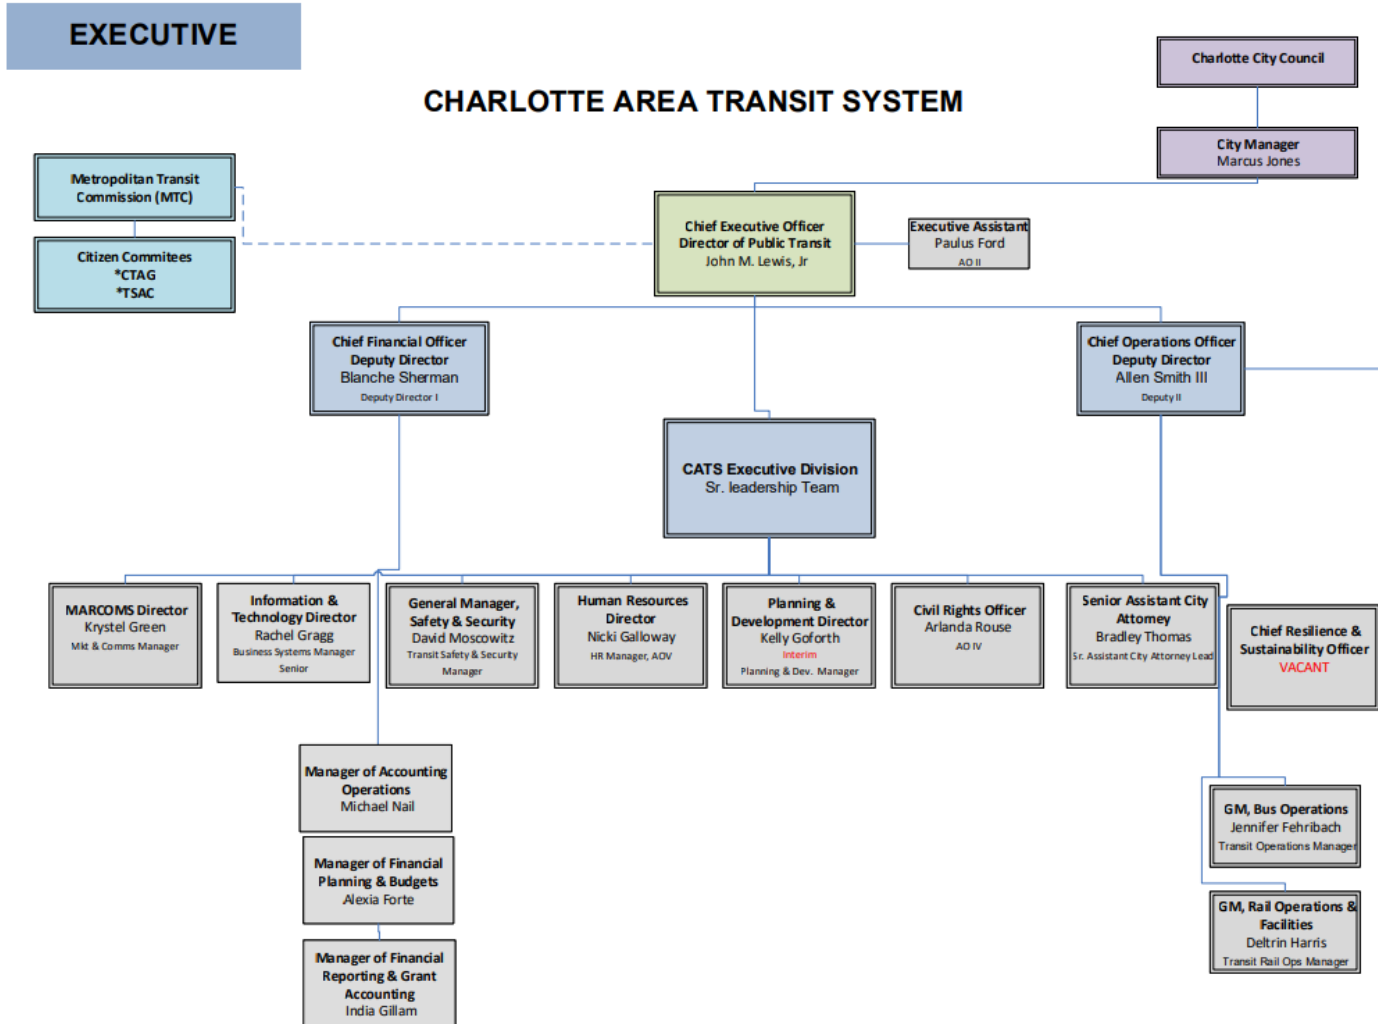 EXECUTIVE
CHARLOTTE AREA TRANSIT SYSTEM
Charlotte City Council
City Manager
Marcus Jones
Metropolitan Transit
Commission (MTC)
Citizen Commitees
*CTAG
*TSAC
Chief Executive Officer
Director of Public Transit
John M. Lewis, Jr
Executive Assistant
Paulus Ford
AO II
Chief Financial Officer
Deputy Director
Blanche Sherman
Deputy Director I
Chief Operations Officer
Deputy Director
Allen Smith III
Deputy II
CATS Executive Division
Sr. leadership Team
MARCOMS Director
Krystel Green
Mkt & Comms Manager
Information &
Technology Director
Rachel Gragg
Business Systems Manager
Senior
General Manager,
Safety & Security
David Moscowitz
Transit Safety & Security
Manager
Human Resources
Director
Nicki Galloway
HR Manager, AOV
Planning &
Development Director
Kelly Goforth
Interim
Planning & Dev. Manager
Civil Rights Officer
Arlanda Rouse
AO IV
Senior Assistant City
Attorney
Bradley Thomas
Sr. Assistant City Attorney Lead
Chief Resilience &
Sustainability Officer
VACANT
Manager of Accounting
Operations
Michael Nail
Manager of Financial
Planning & Budgets
Alexia Forte
Manager of Financial
Reporting & Grant
Accounting
India Gillam
GM, Bus Operations
Jennifer Fehribach
Transit Operations Manager
GM, Rail Operations &
Facilities
Deltrin Harris
Transit Rail Ops Manager